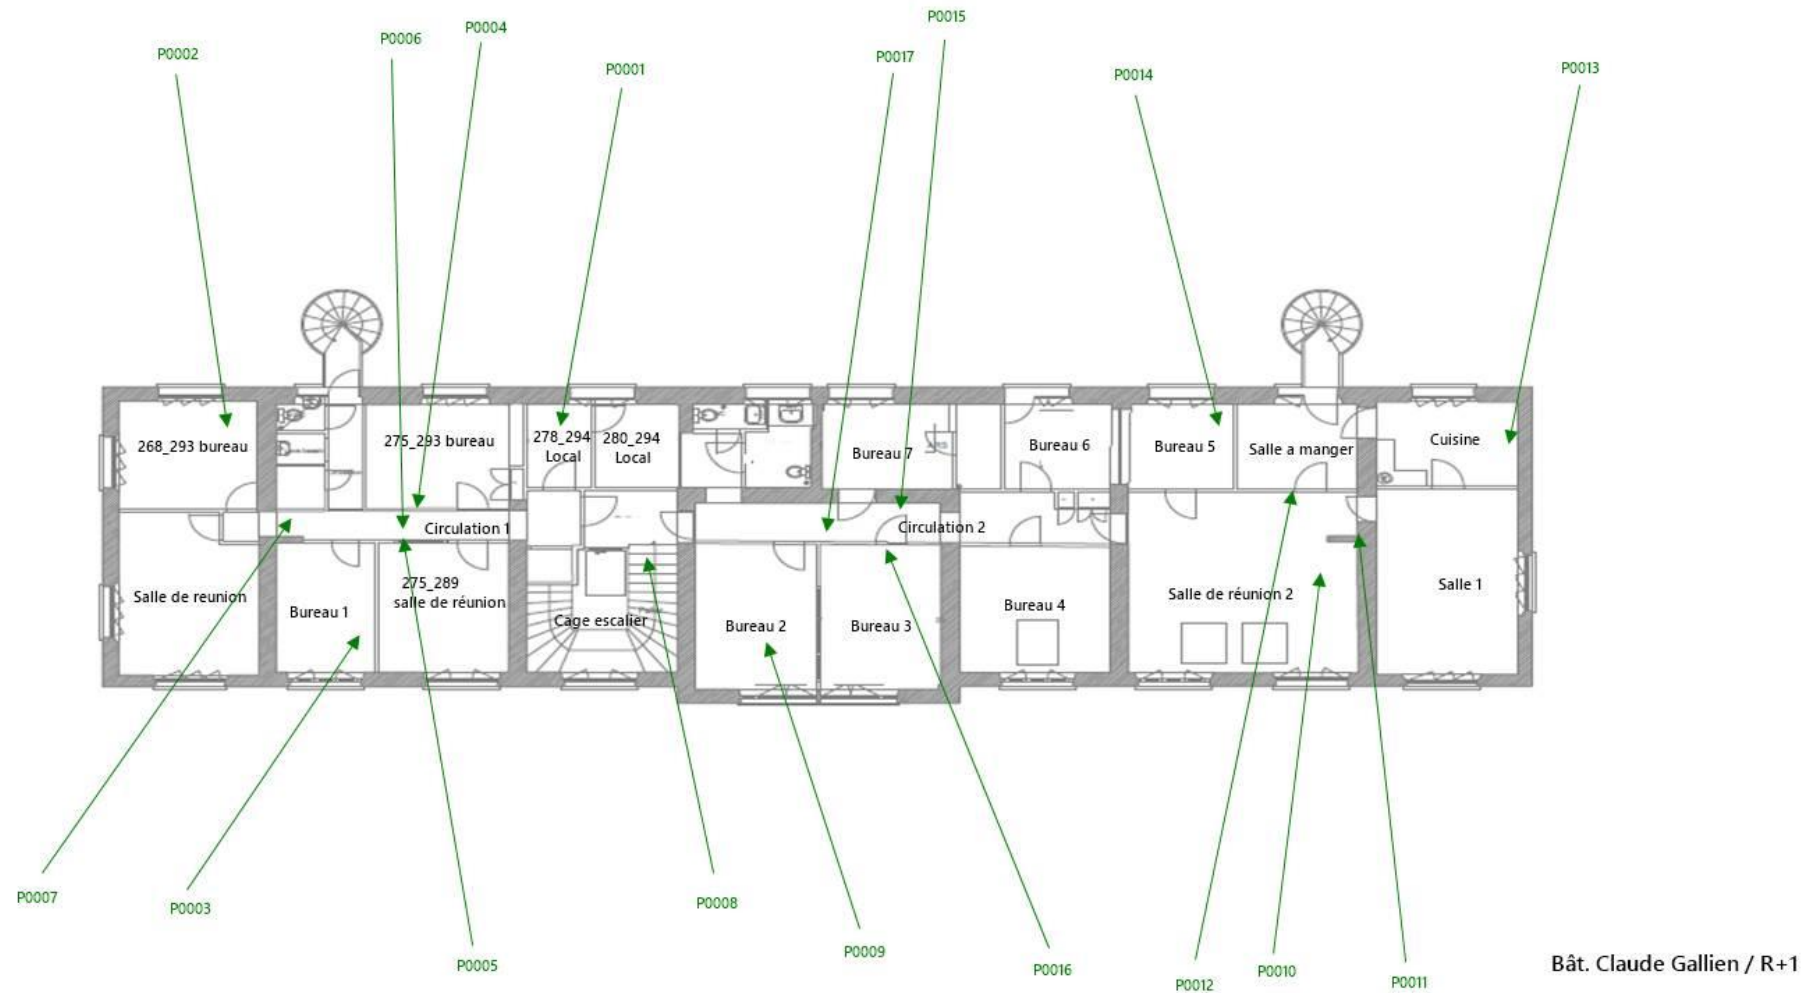 P0015
P0004
P0006
P0002
P0017
P0001
P0014
P0013
268_293 bureau
275_293 bureau
278_294
Local
280_294
Local
Bureau 7
Bureau 6
Bureau 5
Salle a manger
Cuisine
Circulation 1
Circulation 2
Salle de reunion
Bureau 1
275_289
salle de réunion
Cage escalier
Bureau 2
Bureau 3
Bureau 4
Salle de réunion 2
Salle 1
P0007
P0003
P0008
P0009
P0005
P0016
P0012
P0010
P0011
Bât. Claude Gallien / R+1